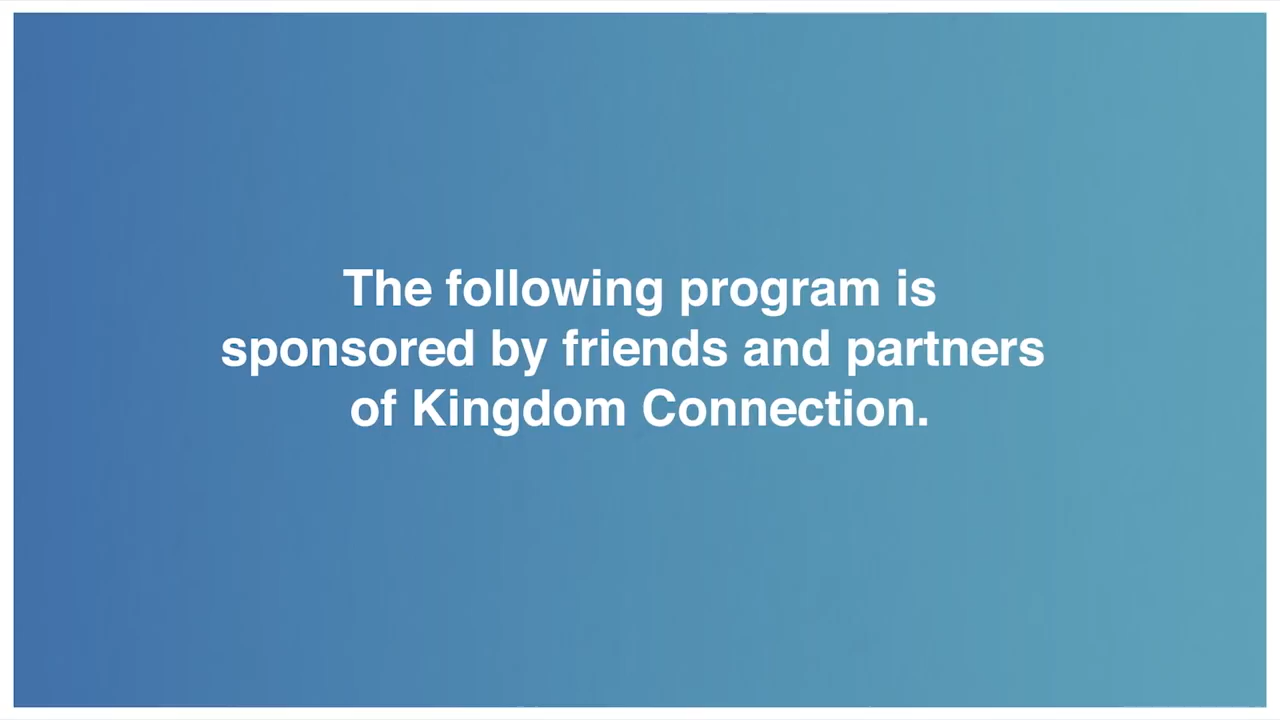 The following program is
sponsored by friends and partners
of Kingdom Connection.